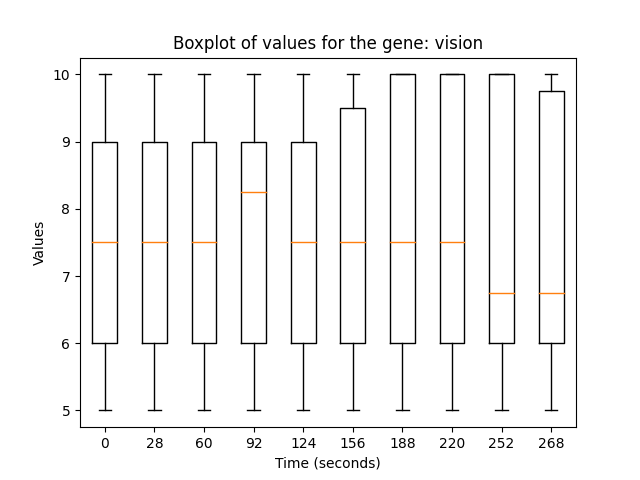 Boxplot of values for the gene: vision
10
9
8
7
6
5
Values
0 28 60 92 124 156 188 220 252 268
Time (seconds)